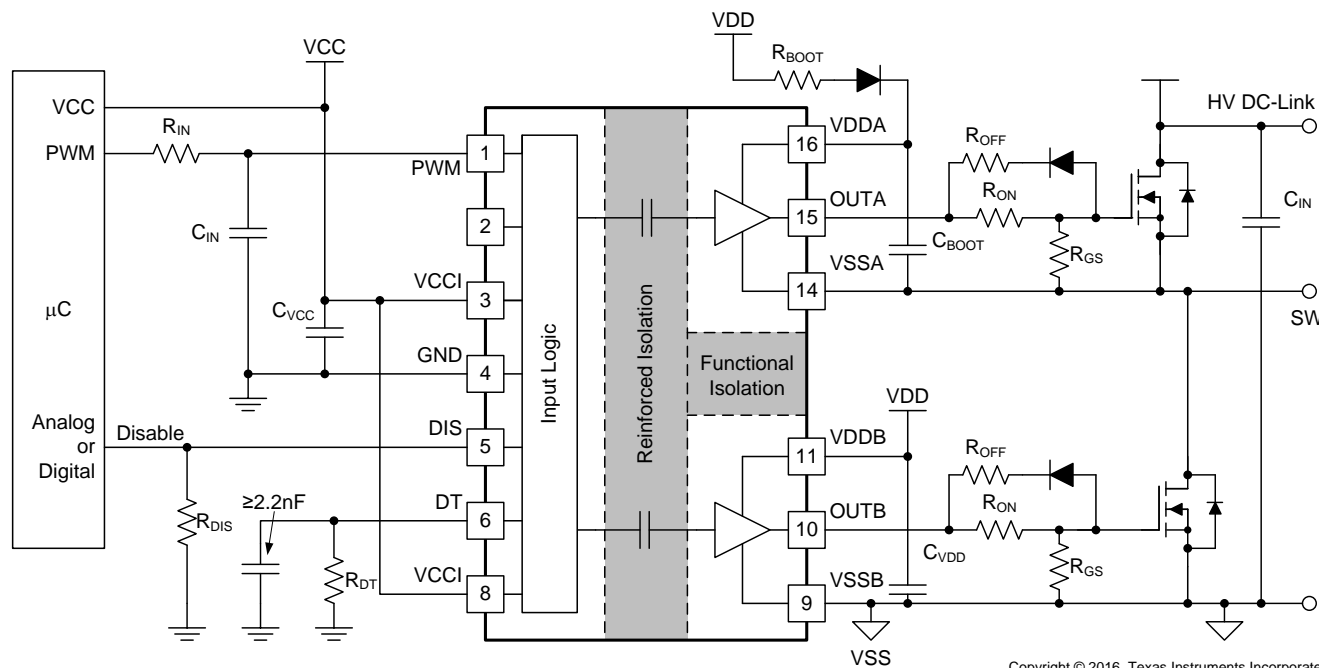 VDD
RBOOT
VCC
VCC
RIN
PWM
1
PWM
2
CIN
VCCI
3
CVCC
GND
4
µC
Analog
or
Digital
Disable
DIS
5
RDIS
≥2.2nF
DT
6
RDT
VCCI
8
Input Logic
Reinforced Isolation
Functional
Isolation
VDDA
16
OUTA
15
VSSA
14
CBOOT
ROFF
RON
RGS
HV DC-Link
CIN
SW
VDD
VDDB
11
OUTB
10
VSSB
9
CVDD
ROFF
RON
RGS
VSS
Copyright © 2016, Texas Instruments Incorporate